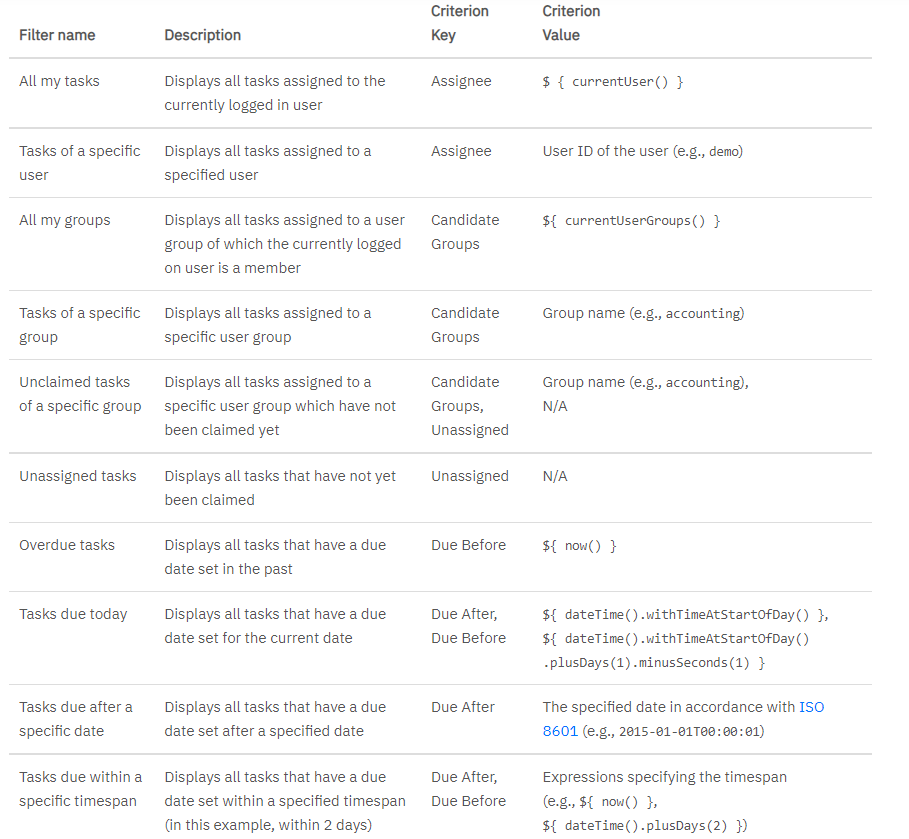 Filter name Description Criterion Key Criterion Value
All my tasks Displays all tasks assigned to the currently logged in user Assignee $ { currentUser() }
Tasks of a specific user Displays all tasks assigned to a specified user Assignee User ID of the user (e.g., demo)
All my groups Displays all tasks assigned to a user group of which the currently logged on user is a member Candidate Groups ${ currentUserGroups() }
Tasks of a specific group Displays all tasks assigned to a specific user group Candidate Groups Group name (e.g., accounting)
Unclaimed tasks of a specific group Displays all tasks assigned to a specific user group which have not been claimed yet Candidate Groups, Unassigned Group name (e.g., accounting), N/A
Unassigned tasks Displays all tasks that have not yet been claimed Unassigned N/A
Overdue tasks Displays all tasks that have a due date set in the past Due Before ${ now() }
Tasks due today Displays all tasks that have a due date set for the current date Due After, Due Before ${ dateTime().withTimeAtStartOfDay() }, ${ dateTime().withTimeAtStartOfDay() .plusDays(1).minusSeconds(1) }
Tasks due after a specific date Displays all tasks that have a due date set after a specified date Due After The specified date in accordance with ISO 8601 (e.g., 2015-01-01T00:00:01)
Tasks due within a specific timespan Displays all tasks that have a due date set within a specified timespan (in this example, within 2 days) Due After, Due Before Expressions specifying the timespan (e.g., ${ now() }, ${ dateTime().plusDays(2) })